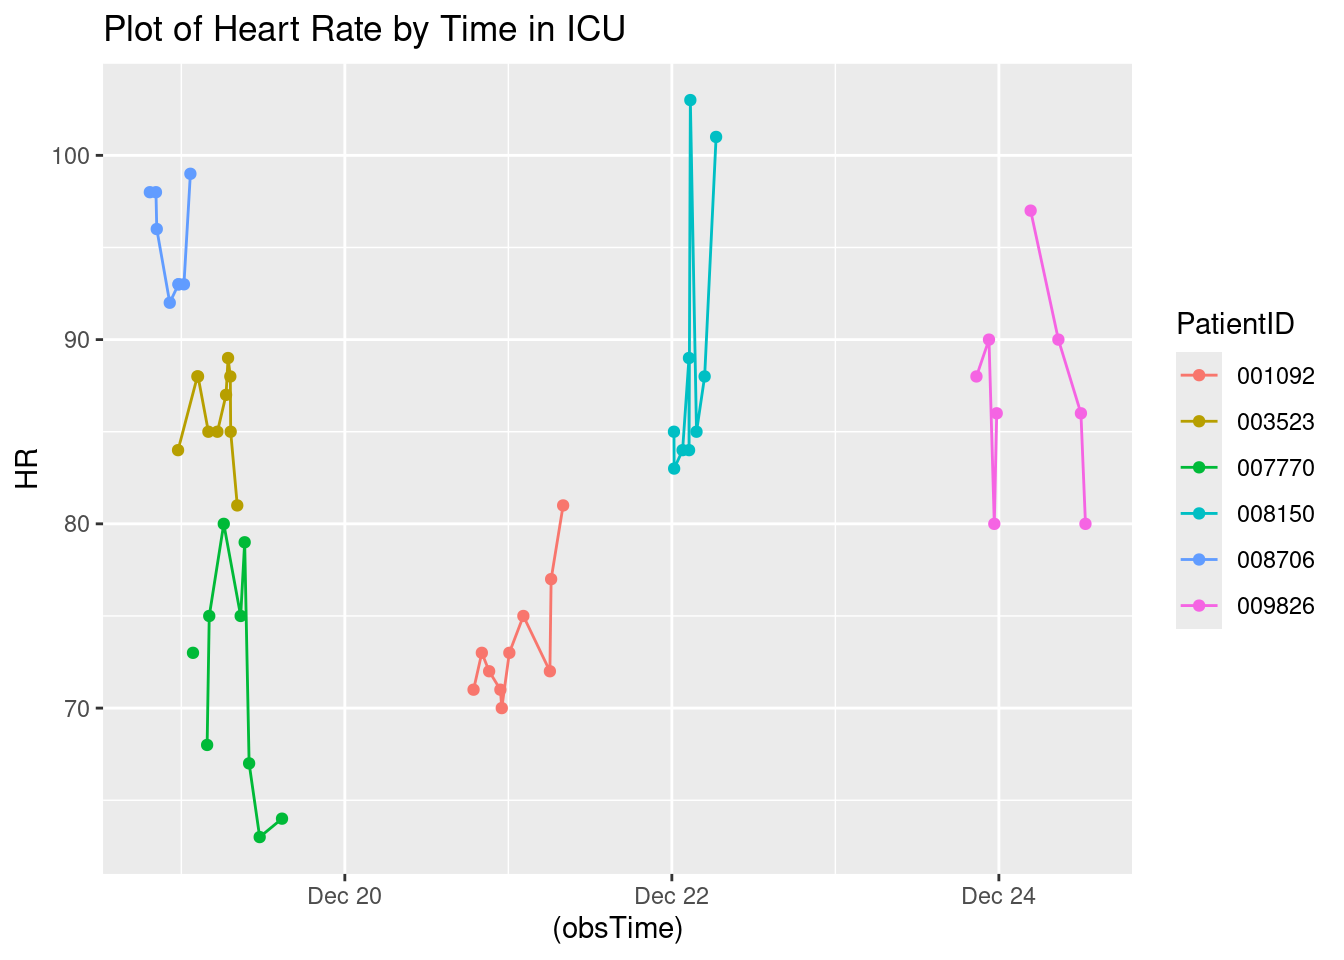 Plot of Heart Rate by Time in ICU
HR
100
90
80
70
Dec 20
Dec 22
Dec 24
(obsTime)
PatientID
001092
003523
007770
008150
008706
009826